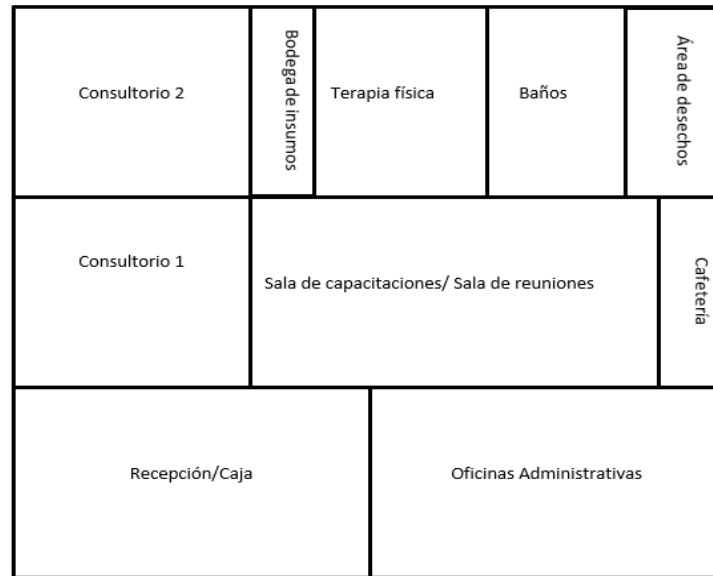 Consultorio 2
Bodega de insumos
Terapia física
Baños
Área de desechos
Consultorio 1
Sala de capacitaciones/ Sala de reuniones
Cafetería
Recepción/Caja
Oficinas Administrativas